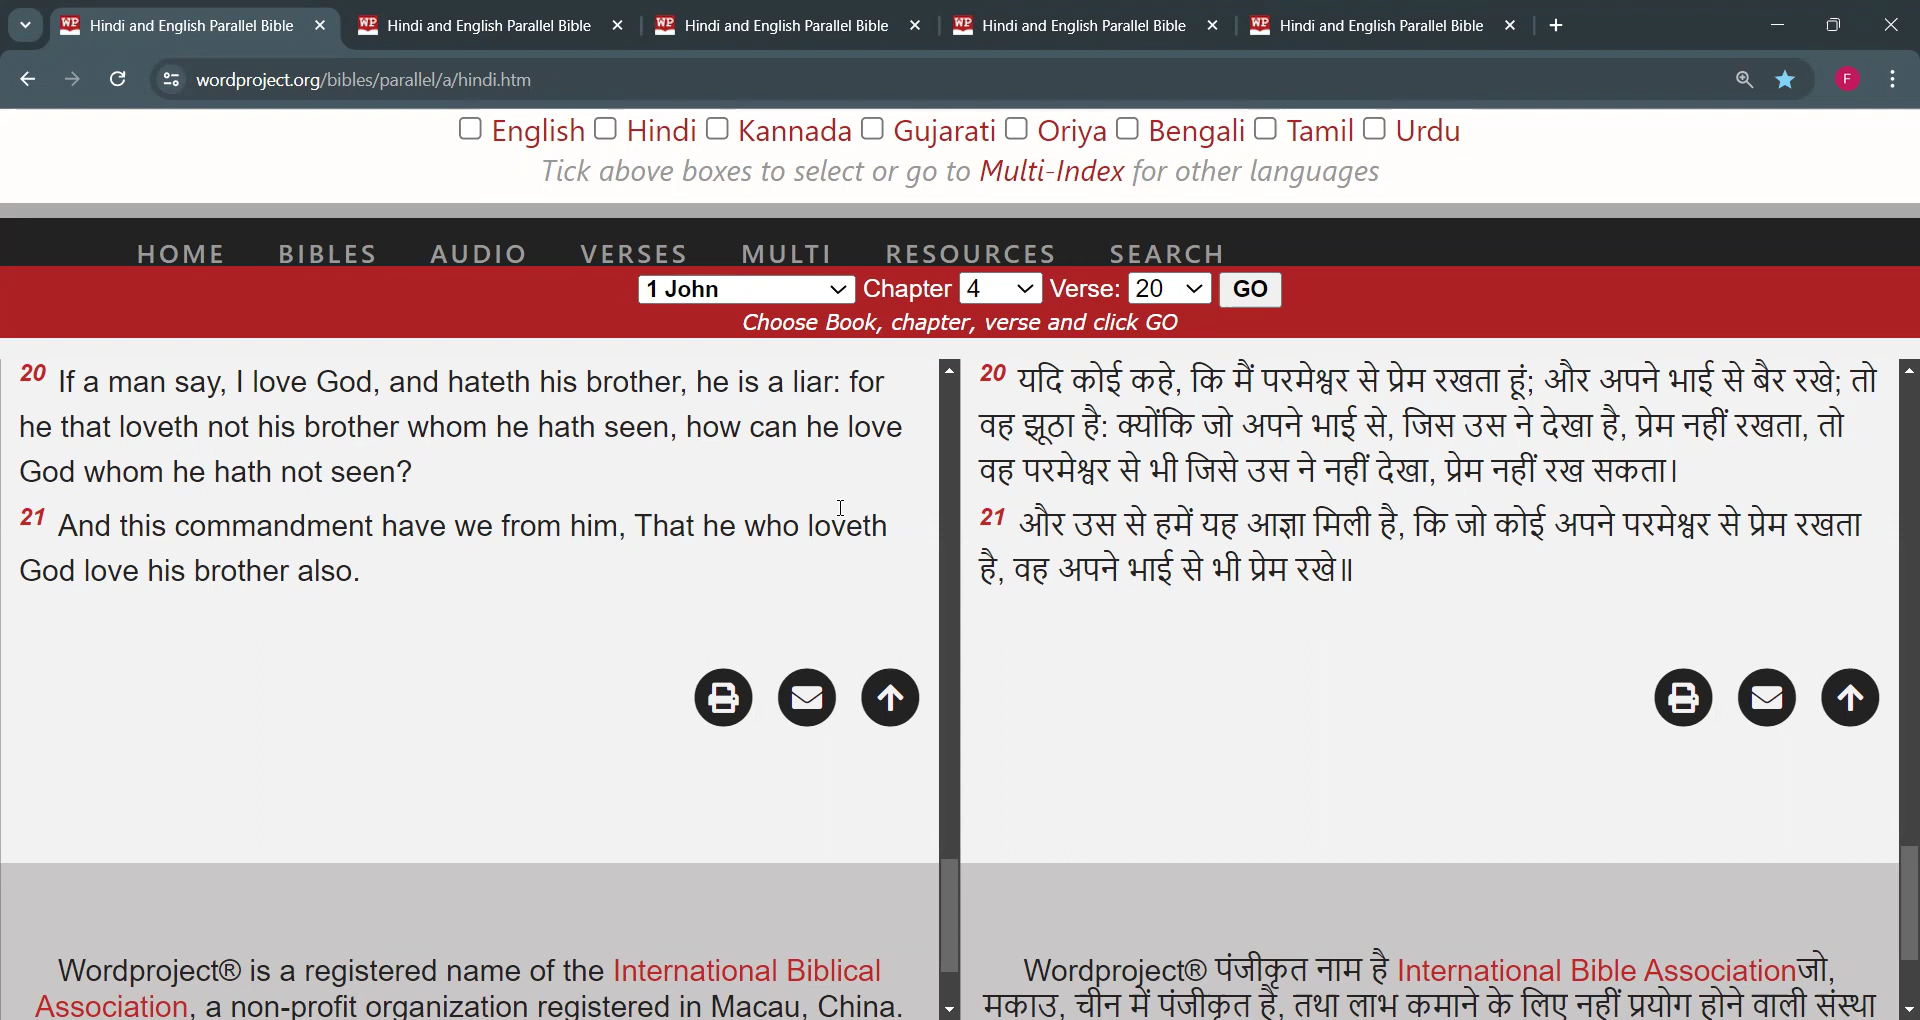 Hindi and English Parallel Bible
Hindi and English Parallel Bible
Hindi and English Parallel Bible
Hindi and English Parallel Bible
Hindi and English Parallel Bible
wordproject.org/bibles/parallel/a/hindi.htm
F
English Hindi Kannada Gujarati Oriya Bengali Tamil Urdu
Tick above boxes to select or go to Multi-Index for other languages
HOME BIBLES AUDIO VERSES MULTI RESOURCES SEARCH
1 John Chapter 4 Verse: 20 GO
Choose Book, chapter, verse and click GO
20 If a man say, I love God, and hateth his brother, he is a liar: for
he that loveth not his brother whom he hath seen, how can he love
God whom he hath not seen?
21 And this commandment have we from him, That he who loveth
God love his brother also.
Wordproject® is a registered name of the International Biblical
Association, a non-profit organization registered in Macau, China.
20 यदि कोई कहे, कि मैं परमेश्वर से प्रेम रखता हूं; और अपने भाई से बैर रखे; तो
वह झूठा है: क्योंकि जो अपने भाई से, जिस उस ने देखा है, प्रेम नहीं रखता, तो
वह परमेश्वर से भी जिसे उस ने नहीं देखा, प्रेम नहीं रख सकता।
21 और उस से हमें यह आज्ञा मिली है, कि जो कोई अपने परमेश्वर से प्रेम रखता
है, वह अपने भाई से भी प्रेम रखे॥
Wordproject® पंजीकृत नाम है International Bible Associationजो,
मकाउ, चीन में पंजीकृत है, तथा लाभ कमाने के लिए नहीं प्रयोग होने वाली संस्था